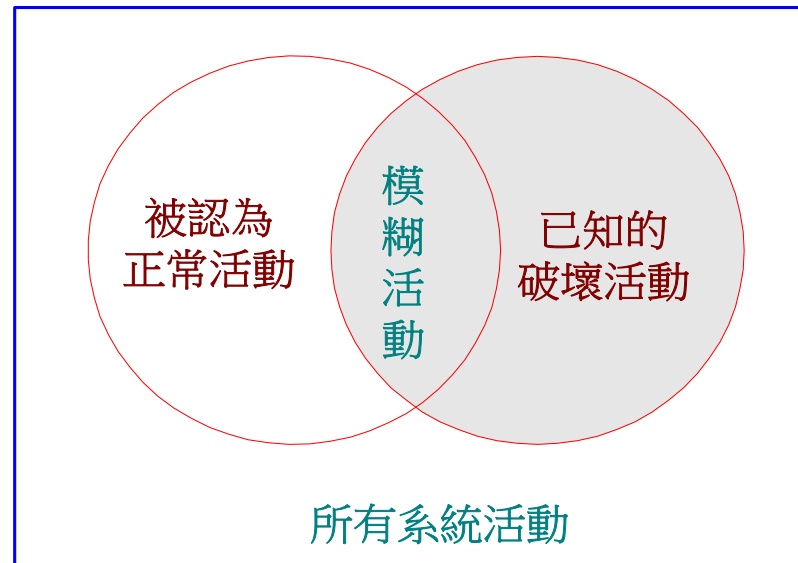 被認為
正常活動
模糊活動
已知的
破壞活動
所有系統活動